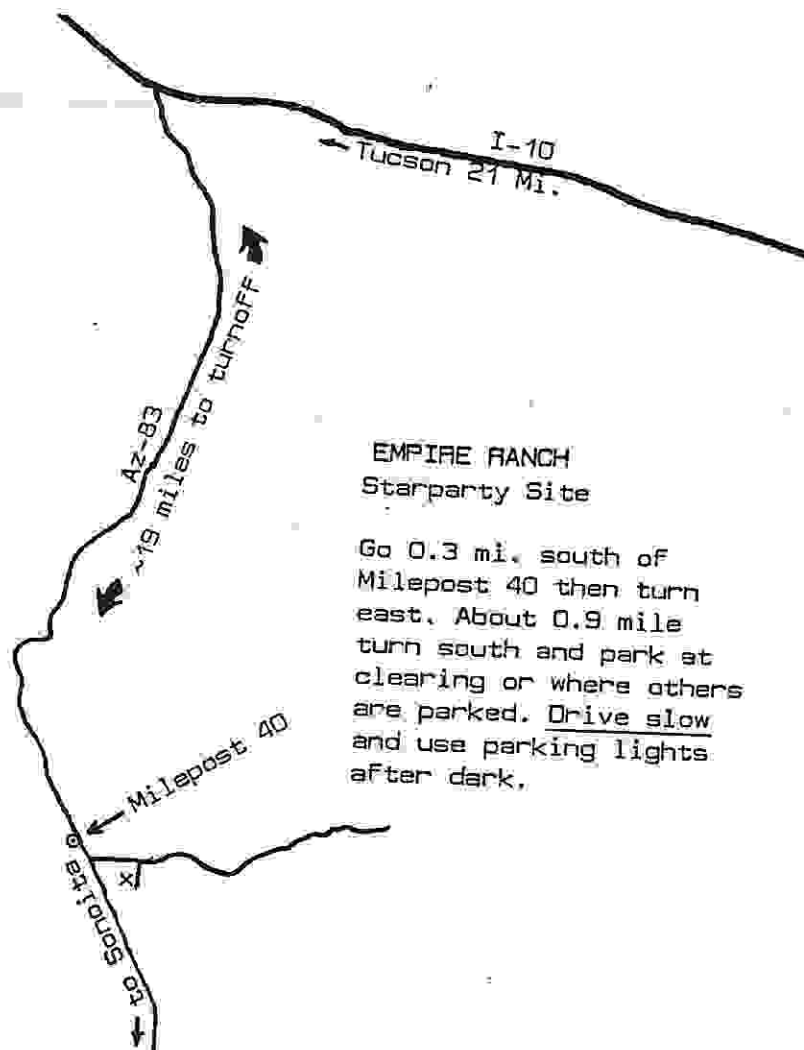 I-10
Tucson 21 Mi.
~19 miles to turnoff
Az-83
EMPIRE RANCH
Starparty Site
Go 0.3 mi. south of
Milepost 40 then turn
east. About 0.9 mile
turn south and park at
clearing or where others
are parked. Drive slow
and use parking lights
after dark.
Milepost 40
X
to Sonoita